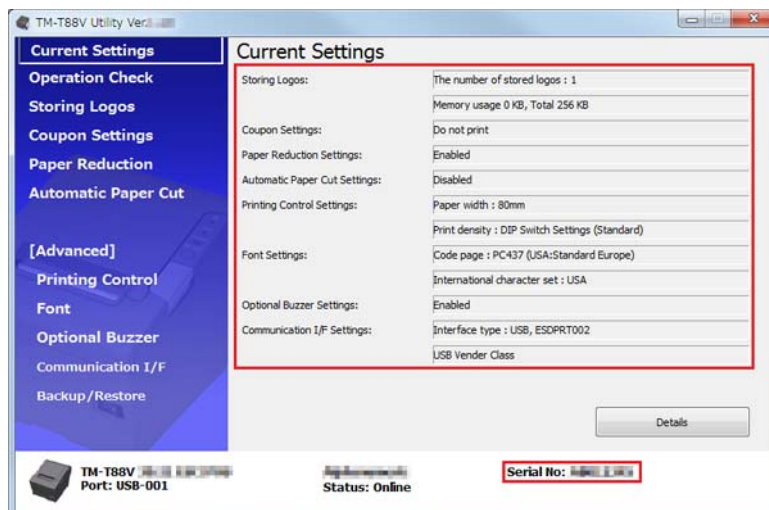 TM-T88V Utility Ver.
Current Settings
Operation Check
Storing Logos
Coupon Settings
Paper Reduction
Automatic Paper Cut
[Advanced]
Printing Control
Font
Optional Buzzer
Communication I/F
Backup/Restore
Current Settings
Storing Logos: The number of stored logos : 1
Memory usage 0 KB, Total 256 KB
Coupon Settings: Do not print
Paper Reduction Settings: Enabled
Automatic Paper Cut Settings: Disabled
Printing Control Settings: Paper width : 80mm
Print density : DIP Switch Settings (Standard)
Font Settings: Code page : PC437 (USA:Standard Europe)
International character set : USA
Optional Buzzer Settings: Enabled
Communication I/F Settings: Interface type : USB, ESDPRT002
USB Vender Class
Details
TM-T88V
Port: USB-001
Status: Online
Serial No: